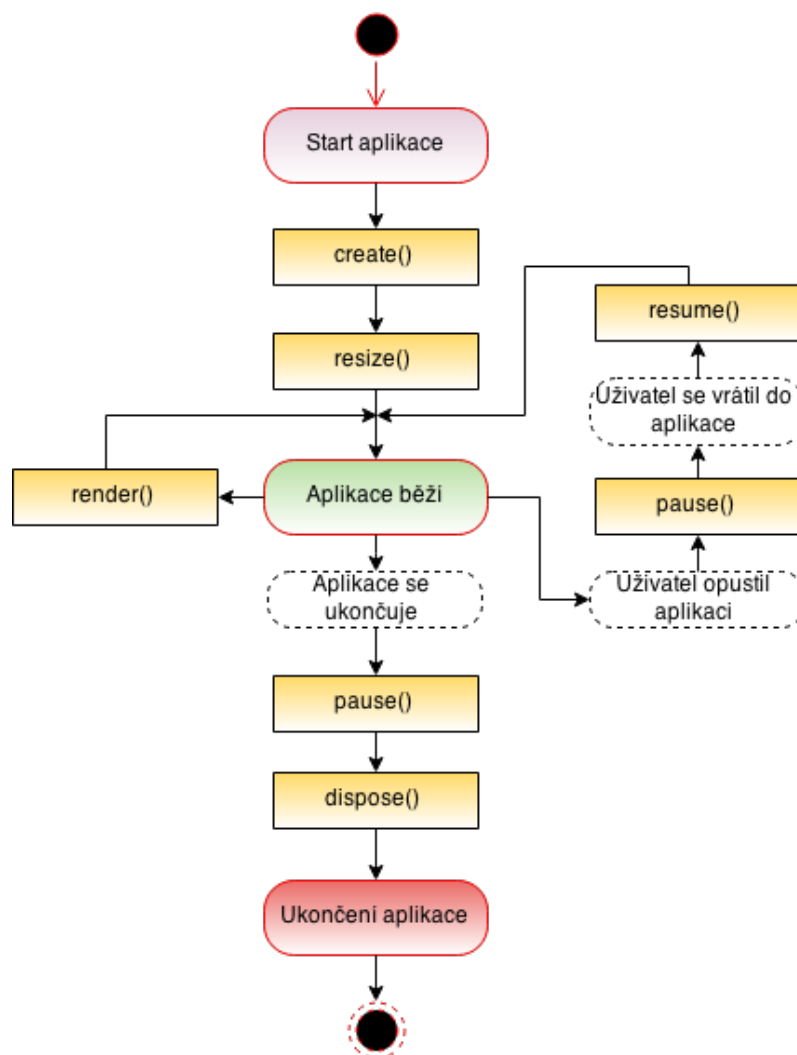 Start aplikace
create()
resize()
resume()
Uživatel se vrátil do
aplikace
render()
Aplikace běží
pause()
Aplikace se
ukončuje
Uživatel opustil
aplikaci
pause()
dispose()
Ukončení aplikace